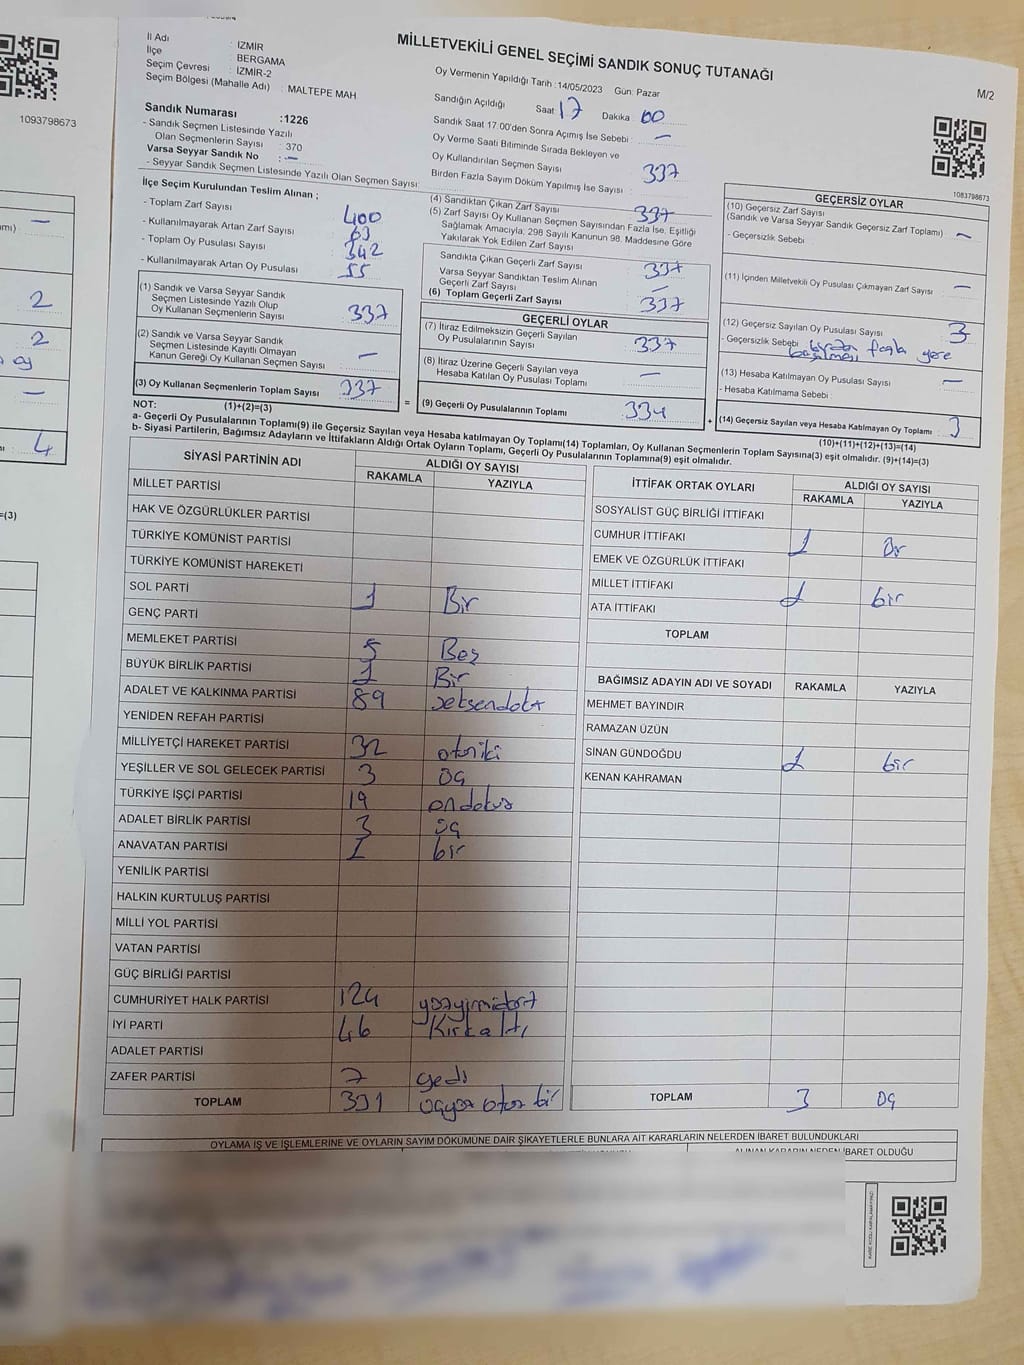 MİLLETVEKİLİ GENEL SEÇİMİ SANDIK SONUÇ TUTANAĞI
M/2
1093798673
1083798673
İl Adı : İZMİR
İlçe : BERGAMA
Seçim Çevresi : İZMİR-2
Seçim Bölgesi (Mahalle Adı) : MALTEPE MAH
Sandık Numarası :1226
- Sandık Seçmen Listesinde Yazılı
Olan Seçmenlerin Sayısı : 370
Varsa Seyyar Sandık No : -
- Seyyar Sandık Seçmen Listesinde Yazılı Olan Seçmen Sayısı:
Oy Vermenin Yapıldığı Tarih : 14/05/2023 Gün: Pazar
Sandığın Açıldığı Saat 17 Dakika 00
Sandık Saat 17:00'den Sonra Açılmış İse Sebebi : -
Oy Verme Saati Bitiminde Sırada Bekleyen ve
Oy Kullandırılan Seçmen Sayısı 337
Birden Fazla Sayım Döküm Yapılmış İse Sayısı :
İlçe Seçim Kurulundan Teslim Alınan ;
- Toplam Zarf Sayısı 400
- Kullanılmayarak Artan Zarf Sayısı 63
- Toplam Oy Pusulası Sayısı 342
- Kullanılmayarak Artan Oy Pusulası 55
(1) Sandık ve Varsa Seyyar Sandık
Seçmen Listesinde Yazılı Olup
Oy Kullanan Seçmenlerin Sayısı 337
(2) Sandık ve Varsa Seyyar Sandık
Seçmen Listesinde Kayıtlı Olmayan
Kanun Gereği Oy Kullanan Seçmen Sayısı -
(3) Oy Kullanan Seçmenlerin Toplam Sayısı 337
(1)+(2)=(3)
(4) Sandıktan Çıkan Zarf Sayısı 337
(5) Zarf Sayısı Oy Kullanan Seçmen Sayısından Fazla İse, Eşitliği
Sağlamak Amacıyla, 298 Sayılı Kanunun 98. Maddesine Göre
Yakılarak Yok Edilen Zarf Sayısı
Sandıkta Çıkan Geçerli Zarf Sayısı 337
Varsa Seyyar Sandıktan Teslim Alınan
Geçerli Zarf Sayısı -
(6) Toplam Geçerli Zarf Sayısı 337
GEÇERLİ OYLAR
(7) İtiraz Edilmeksizin Geçerli Sayılan
Oy Pusulalarının Sayısı 337
(8) İtiraz Üzerine Geçerli Sayılan veya
Hesaba Katılan Oy Pusulası Toplamı -
= (9) Geçerli Oy Pusulalarının Toplamı 334
GEÇERSİZ OYLAR
(10) Geçersiz Zarf Sayısı
(Sandık ve Varsa Seyyar Sandık Geçersiz Zarf Toplamı) -
- Geçersizlik Sebebi
(11) İçinden Milletvekili Oy Pusulası Çıkmayan Zarf Sayısı -
(12) Geçersiz Sayılan Oy Pusulası Sayısı 3
- Geçersizlik Sebebi fazla yere
(13) Hesaba Katılmayan Oy Pusulası Sayısı -
- Hesaba Katılmama Sebebi :
+ (14) Geçersiz Sayılan veya Hesaba Katılmayan Oy Toplamı 3
(10)+(11)+(12)+(13)=(14)
NOT:
a- Geçerli Oy Pusulalarının Toplamı(9) ile Geçersiz Sayılan veya Hesaba katılmayan Oy Toplamı(14) Toplamları, Oy Kullanan Seçmenlerin Toplam Sayısına(3) eşit olmalıdır. (9)+(14)=(3)
b- Siyasi Partilerin, Bağımsız Adayların ve İttifakların Aldığı Ortak Oyların Toplamı, Geçerli Oy Pusulalarının Toplamına(9) eşit olmalıdır.
SİYASİ PARTİNİN ADI ALDIĞI OY SAYISI
RAKAMLA YAZIYLA
MİLLET PARTİSİ
HAK VE ÖZGÜRLÜKLER PARTİSİ
TÜRKİYE KOMÜNİST PARTİSİ
TÜRKİYE KOMÜNİST HAREKETİ
SOL PARTİ 1 Bir
GENÇ PARTİ
MEMLEKET PARTİSİ 5 Beş
BÜYÜK BİRLİK PARTİSİ 1 Bir
ADALET VE KALKINMA PARTİSİ 89
YENİDEN REFAH PARTİSİ
MİLLİYETÇİ HAREKET PARTİSİ 32 otuziki
YEŞİLLER VE SOL GELECEK PARTİSİ 3 üç
TÜRKİYE İŞÇİ PARTİSİ 19 ondokuz
ADALET BİRLİK PARTİSİ 3 üç
ANAVATAN PARTİSİ 1 bir
YENİLİK PARTİSİ
HALKIN KURTULUŞ PARTİSİ
MİLLİ YOL PARTİSİ
VATAN PARTİSİ
GÜÇ BİRLİĞİ PARTİSİ
CUMHURİYET HALK PARTİSİ 124 yüzyirmidört
İYİ PARTİ 46 Kırkaltı
ADALET PARTİSİ
ZAFER PARTİSİ 7 yedi
TOPLAM 331 üçyüz otuz bir
İTTİFAK ORTAK OYLARI ALDIĞI OY SAYISI
RAKAMLA YAZIYLA
SOSYALİST GÜÇ BİRLİĞİ İTTİFAKI
CUMHUR İTTİFAKI 1 Bir
EMEK VE ÖZGÜRLÜK İTTİFAKI
MİLLET İTTİFAKI 1 bir
ATA İTTİFAKI
TOPLAM
BAĞIMSIZ ADAYIN ADI VE SOYADI RAKAMLA YAZIYLA
MEHMET BAYINDIR
RAMAZAN ÜZÜN
SİNAN GÜNDOĞDU 1 bir
KENAN KAHRAMAN
TOPLAM 3 üç
OYLAMA İŞ VE İŞLEMLERİNE VE OYLARIN SAYIM DÖKÜMÜNE DAİR ŞİKAYETLERLE BUNLARA AİT KARARLARIN NELERDEN İBARET BULUNDUKLARI
ALINAN KARARIN NEDEN İBARET OLDUĞU